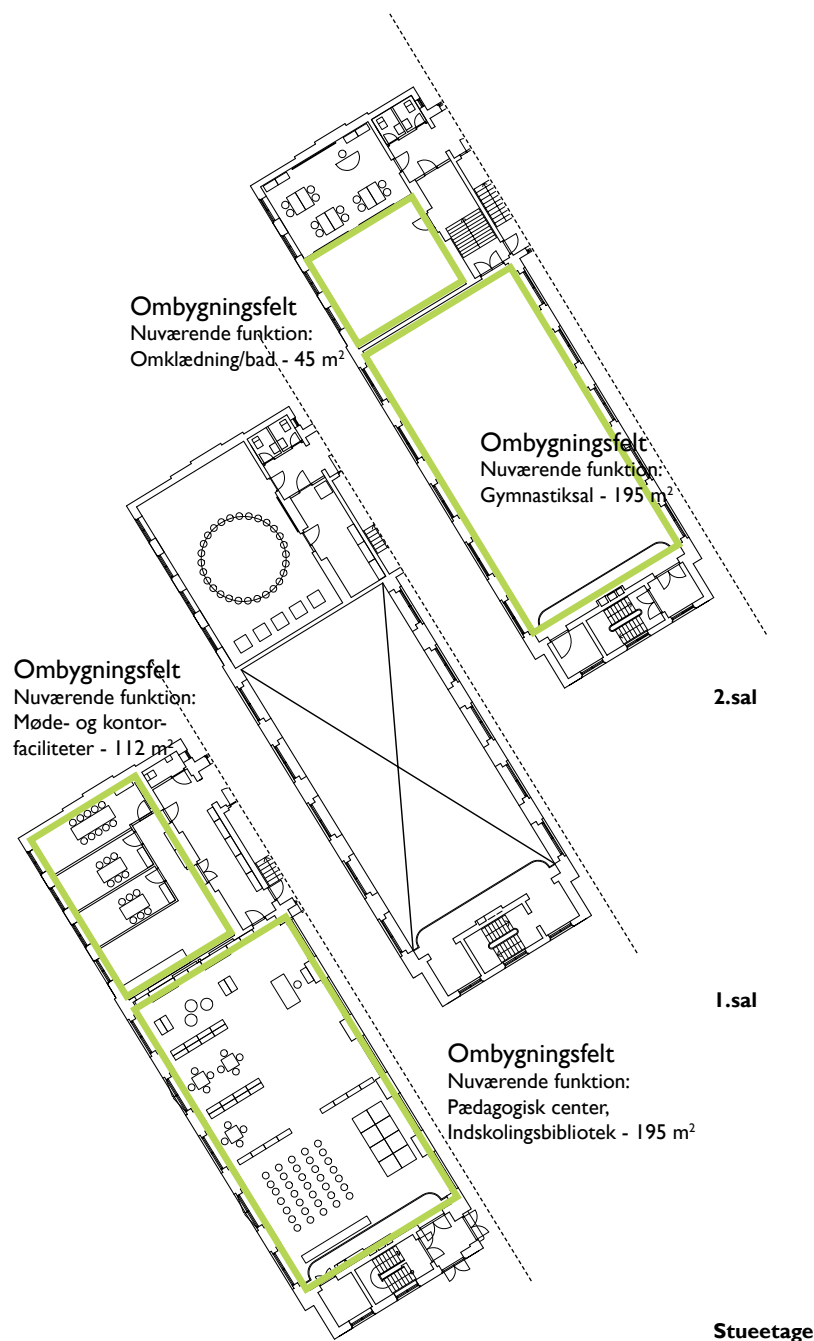 Ombygningsfelt
Nuværende funktion:
Omklædning/bad - 45 m²
Ombygningsfelt
Nuværende funktion:
Gymnastiksal - 195 m²
Ombygningsfelt
Nuværende funktion:
Møde- og kontor-
faciliteter - 112 m²
2.sal
1.sal
Ombygningsfelt
Nuværende funktion:
Pædagogisk center,
Indskolingsbibliotek - 195 m²
Stueetage